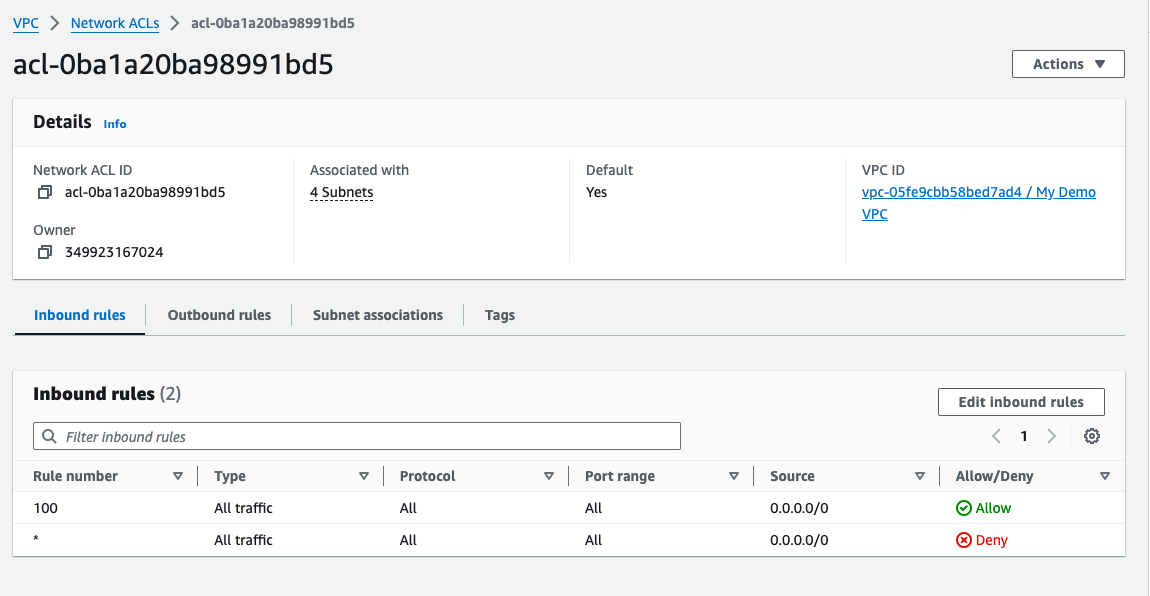 VPC > Network ACLs > acl-0ba1a20ba98991bd5
acl-0ba1a20ba98991bd5
Actions ▼
Details Info
Network ACL ID
acl-0ba1a20ba98991bd5
Associated with
4 Subnets
Default
Yes
VPC ID
vpc-05fe9cbb58bed7ad4 / My Demo
VPC
Owner
349923167024
Inbound rules
Outbound rules
Subnet associations
Tags
Inbound rules (2)
Edit inbound rules
Filter inbound rules
1
Rule number Type Protocol Port range Source Allow/Deny
100 All traffic All All 0.0.0.0/0 Allow
* All traffic All All 0.0.0.0/0 Deny